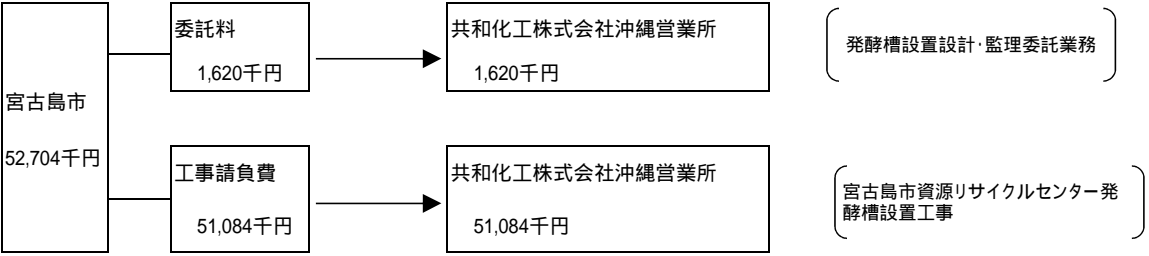 宮古島市
52,704千円
委託料
1,620千円
共和化工株式会社沖縄営業所
1,620千円
発酵槽設置設計・監理委託業務
工事請負費
51,084千円
共和化工株式会社沖縄営業所
51,084千円
宮古島市資源リサイクルセンター発
酵槽設置工事